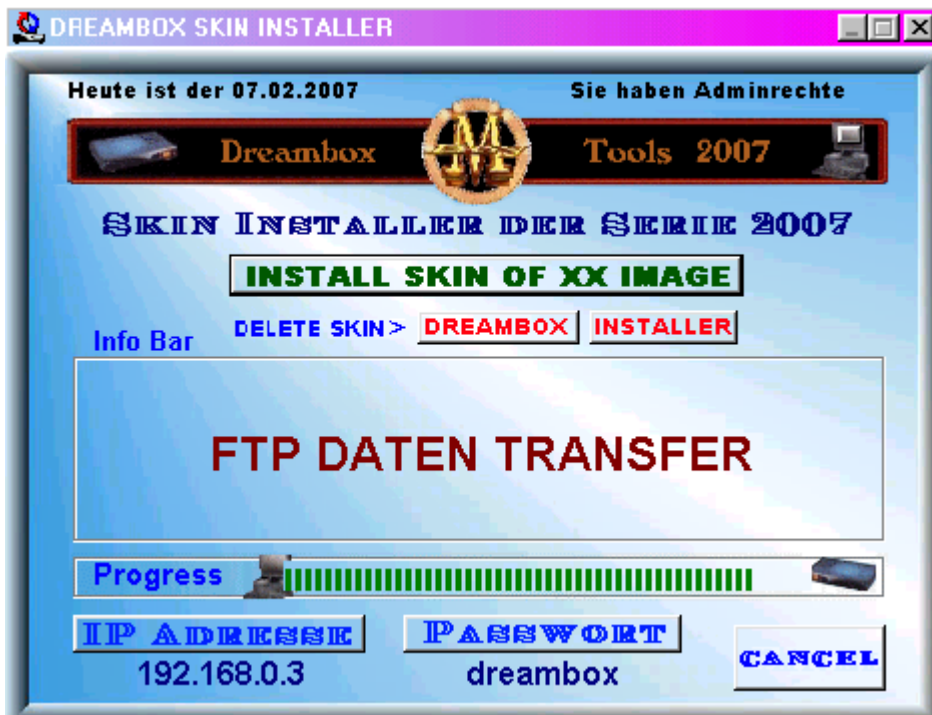 DREAMBOX SKIN INSTALLER
Heute ist der 07.02.2007 Sie haben Adminrechte
Dreambox M Tools 2007
SKIN INSTALLER DER SERIE 2007
INSTALL SKIN OF XX IMAGE
DELETE SKIN> DREAMBOX INSTALLER
Info Bar
FTP DATEN TRANSFER
Progress
IP ADRESSE PASSWORT
192.168.0.3 dreambox
CANCEL